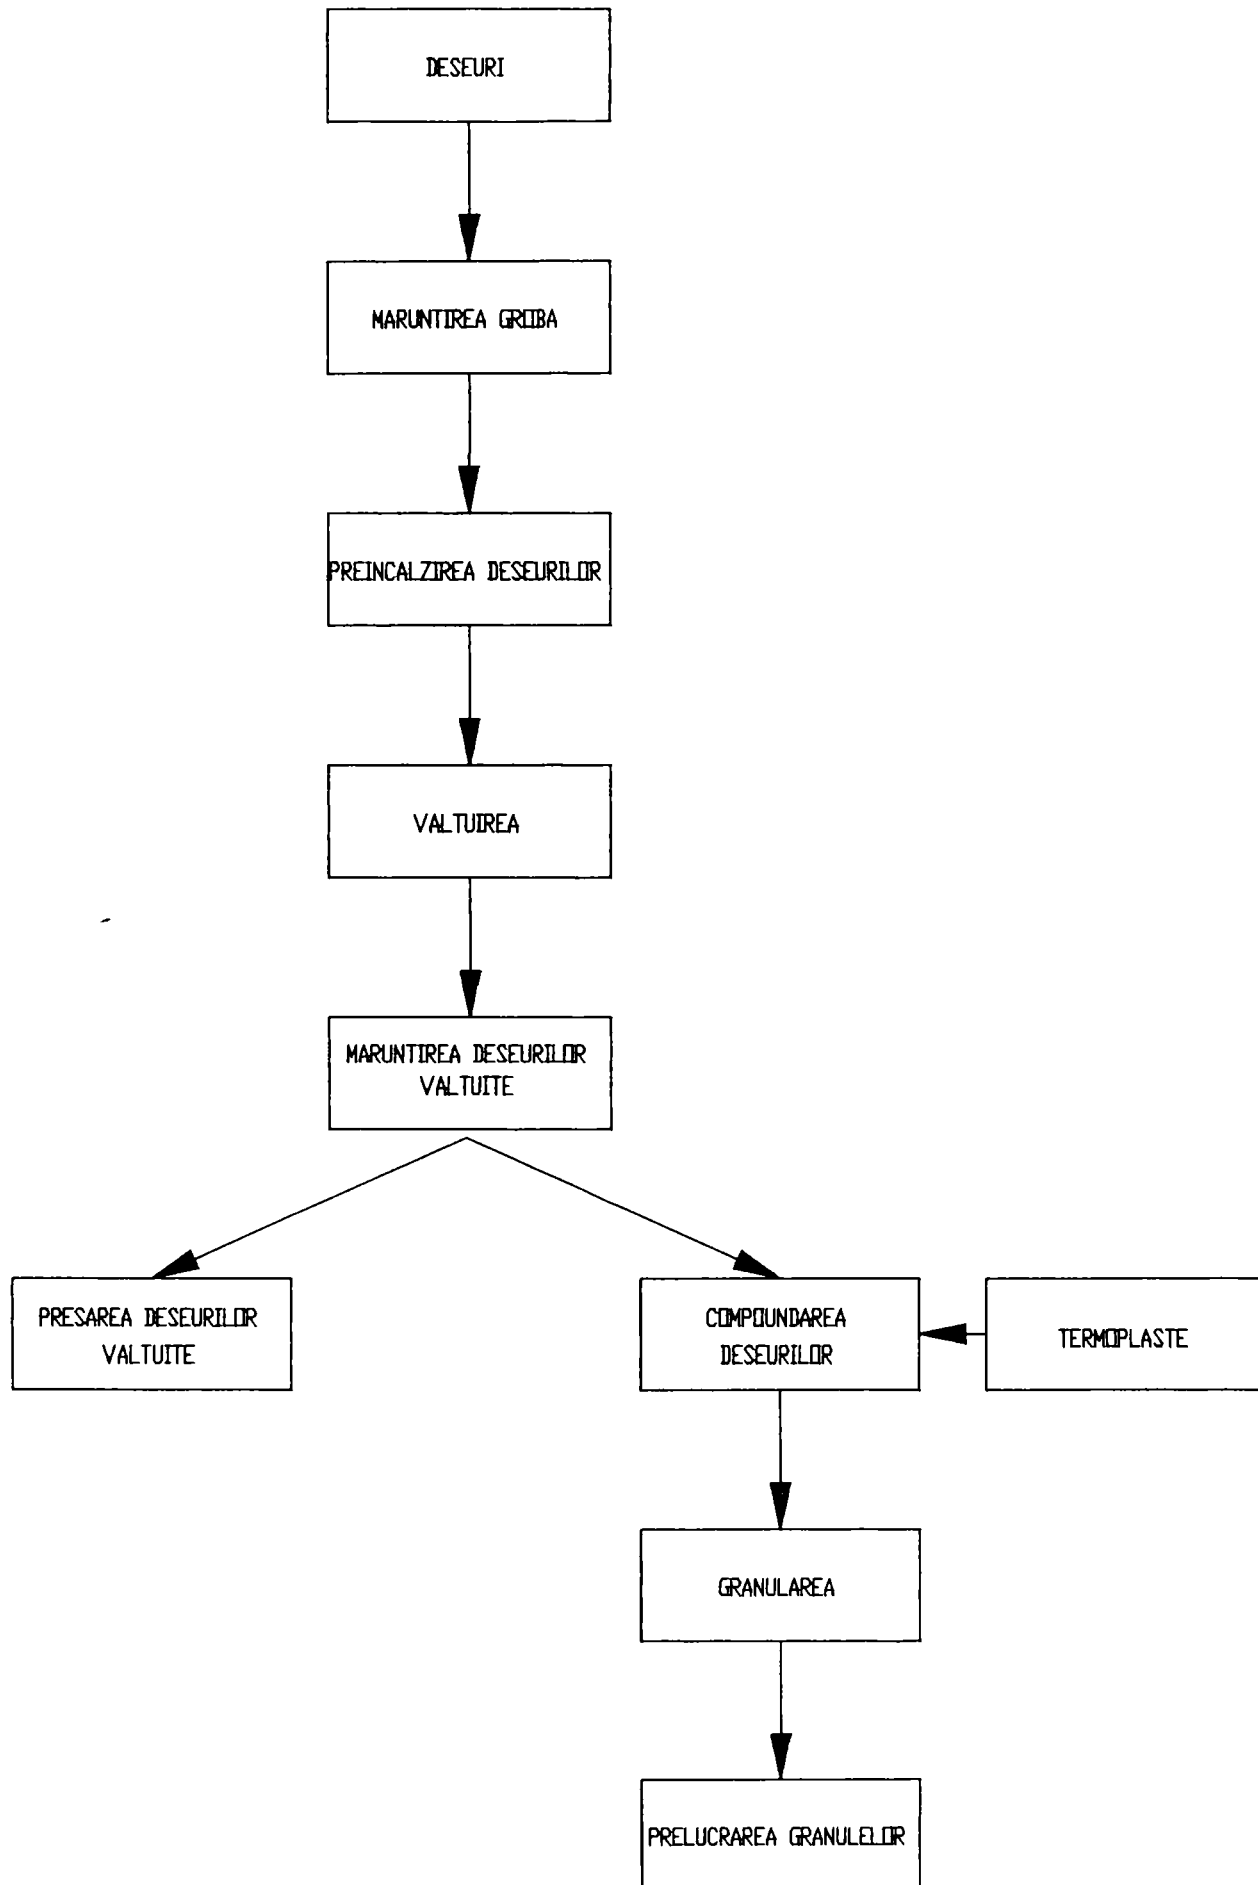 DESEURI
MARUNTIREA GROBA
PREINCALZIREA DESEURILOR
VALTUIREA
MARUNTIREA DESEURILOR
VALTUITE
PRESAREA DESEURILOR
VALTUITE
COMPOUNDAREA
DESEURILOR
TERMOPLASTE
GRANULAREA
PRELUCRAREA GRANULELOR